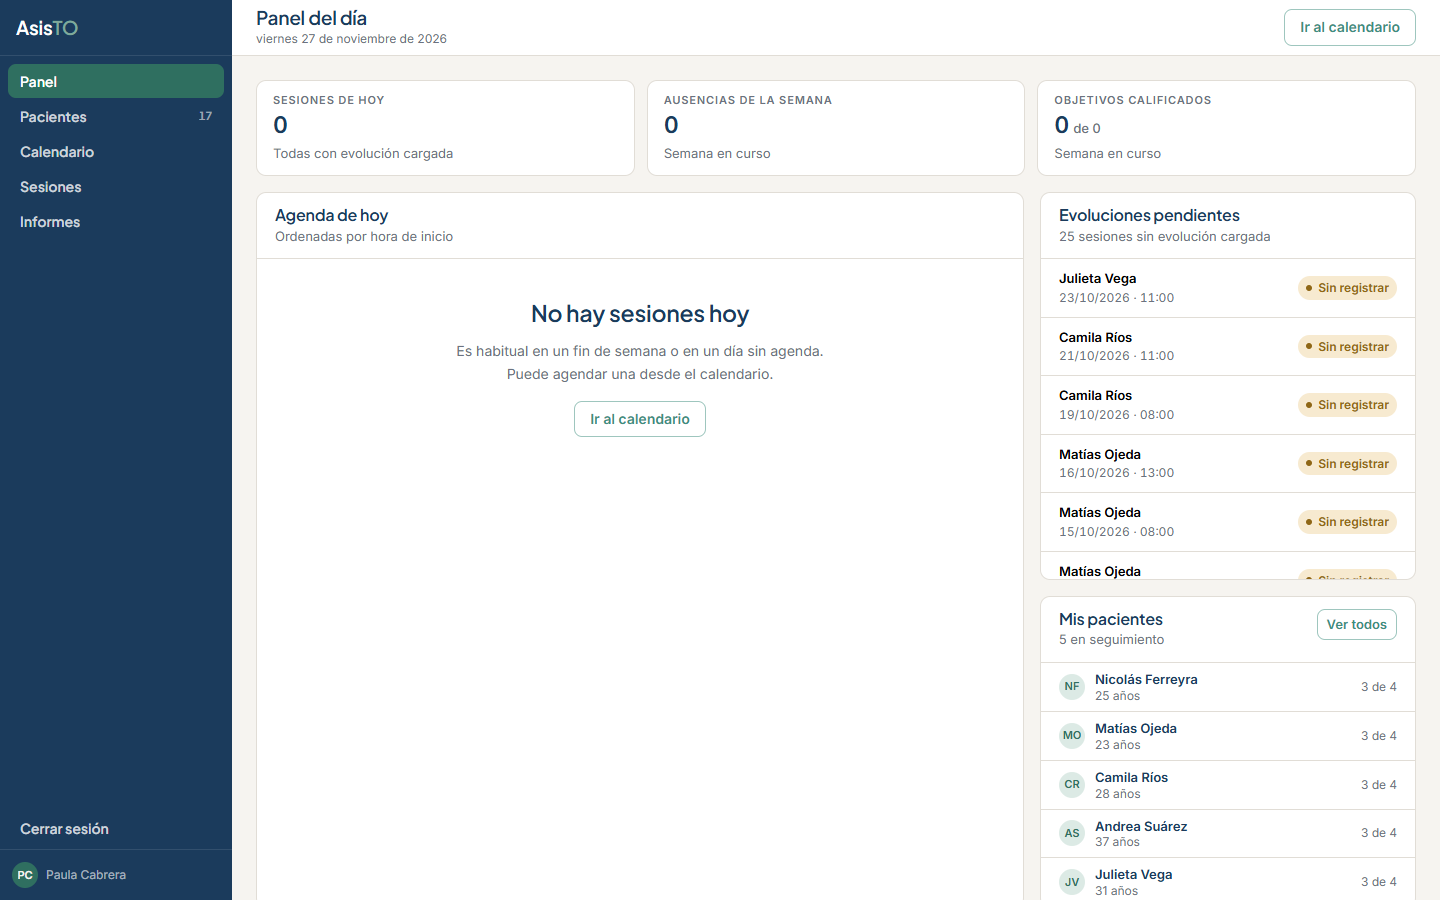 AsisTO
Panel
Pacientes 17
Calendario
Sesiones
Informes
Cerrar sesión
PC Paula Cabrera
Panel del día
viernes 27 de noviembre de 2026
Ir al calendario
SESIONES DE HOY
0
Todas con evolución cargada
AUSENCIAS DE LA SEMANA
0
Semana en curso
OBJETIVOS CALIFICADOS
0 de 0
Semana en curso
Agenda de hoy
Ordenadas por hora de inicio
No hay sesiones hoy
Es habitual en un fin de semana o en un día sin agenda.
Puede agendar una desde el calendario.
Ir al calendario
Evoluciones pendientes
25 sesiones sin evolución cargada
Julieta Vega
23/10/2026 · 11:00
Sin registrar
Camila Ríos
21/10/2026 · 11:00
Sin registrar
Camila Ríos
19/10/2026 · 08:00
Sin registrar
Matías Ojeda
16/10/2026 · 13:00
Sin registrar
Matías Ojeda
15/10/2026 · 08:00
Sin registrar
Matías Ojeda
Sin registrar
Mis pacientes
5 en seguimiento
Ver todos
NF Nicolás Ferreyra
25 años
3 de 4
MO Matías Ojeda
23 años
3 de 4
CR Camila Ríos
28 años
3 de 4
AS Andrea Suárez
37 años
3 de 4
JV Julieta Vega
31 años
3 de 4